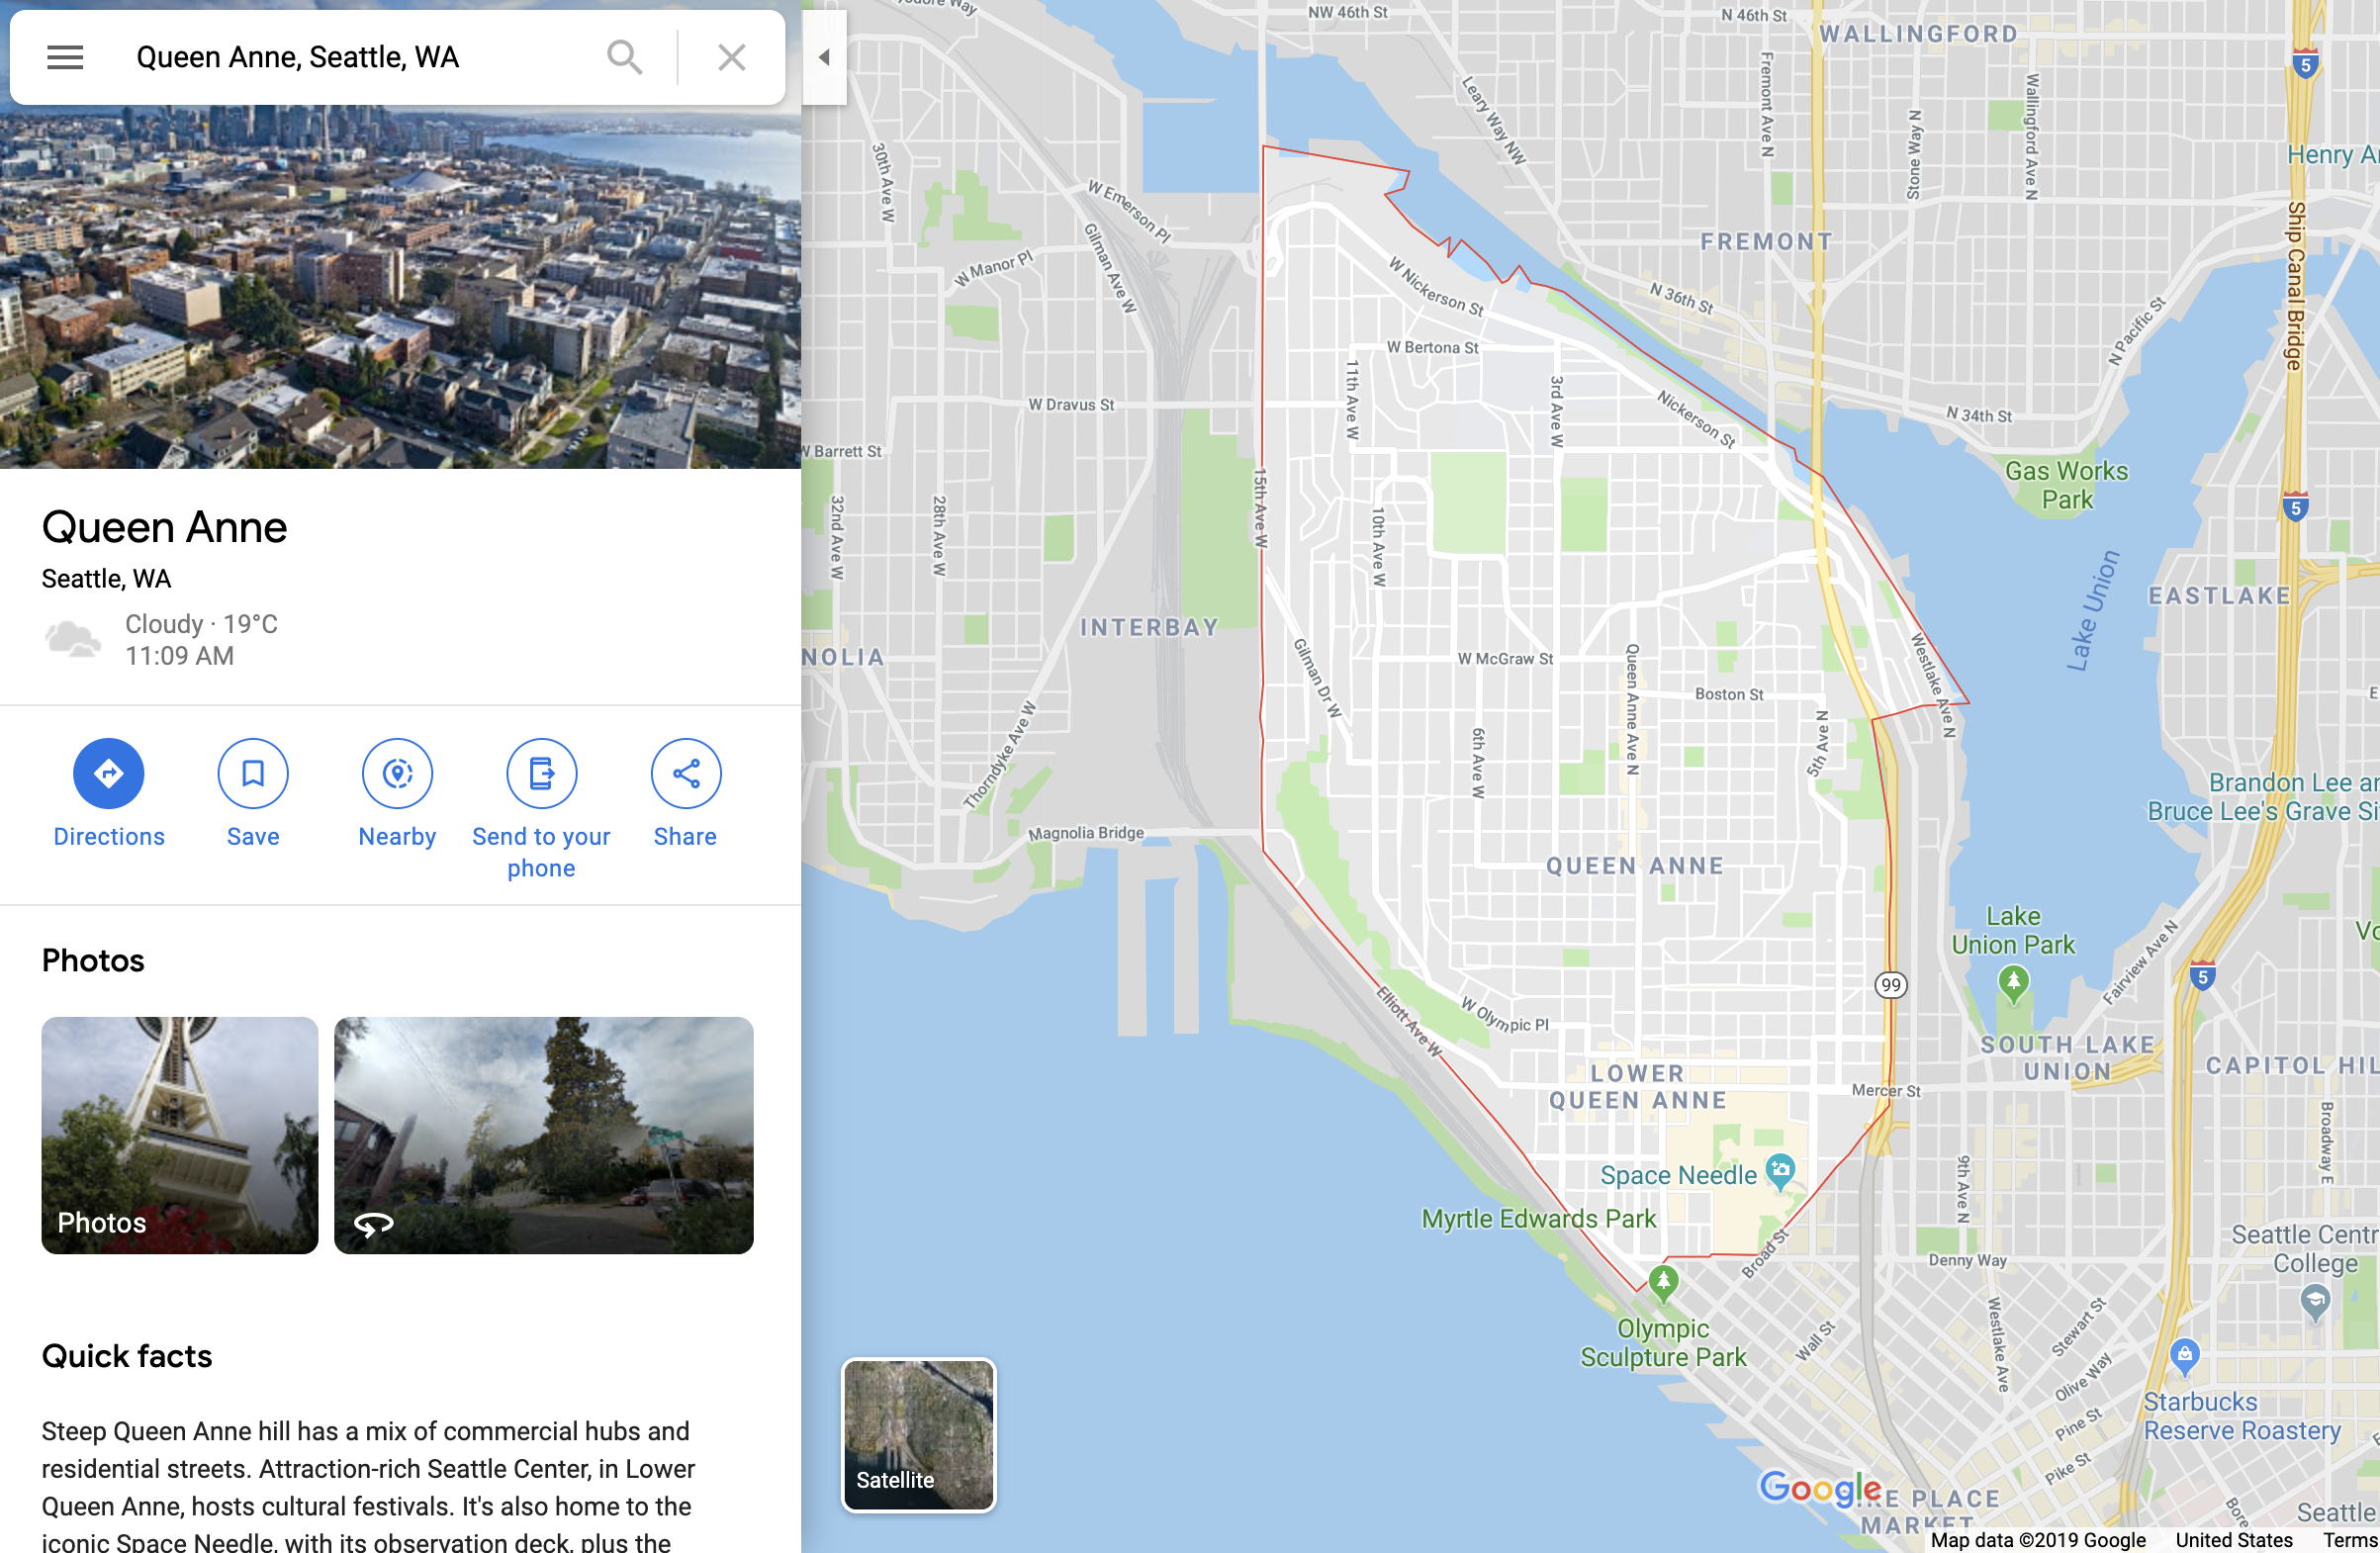 Queen Anne, Seattle, WA
Queen Anne
Seattle, WA
Cloudy · 19°C
11:09 AM
Directions
Save
Nearby
Send to your
phone
Share
Photos
Photos
Quick facts
Steep Queen Anne hill has a mix of commercial hubs and
residential streets. Attraction-rich Seattle Center, in Lower
Queen Anne, hosts cultural festivals. It's also home to the
iconic Space Needle, with its observation deck, plus the
Satellite
NW 46th St
N 46th St
WALLINGFORD
5
Leary Way NW
Fremont Ave N
Stone Way N
Wallingford Ave N
Henry
30th Ave W
W Emerson Pl
Gilman Ave W
W Manor Pl
FREMONT
Ship Canal Bridge
N 36th St
N Pacific St
W Nickerson St
W Bertona St
11th Ave W
3rd Ave W
Nickerson St
W Dravus St
N 34th St
W Barrett St
Gas Works
Park
32nd Ave W
28th Ave W
15th Ave W
10th Ave W
5
Lake Union
EASTLAKE
INTERBAY
Gilman Dr W
W McGraw St
Queen Anne Ave N
Westlake Ave N
Boston St
6th Ave W
5th Ave N
Thorndyke Ave W
Brandon Lee
Bruce Lee's Grave
Magnolia Bridge
QUEEN ANNE
Lake
Union Park
Fairview Ave N
99
5
Elliott Ave W
W Olympic Pl
SOUTH LAKE
UNION
LOWER
QUEEN ANNE
CAPITOL
Mercer St
Broadway E
Space Needle
9th Ave N
Myrtle Edwards Park
Broad St
Denny Way
Seattle
College
Olympic
Sculpture Park
Wall St
Westlake Ave
Stewart St
Olive Way
Starbucks
Reserve Roastery
Pine St
Pike St
Google
PLACE
MARKET
Seattle
Map data ©2019 Google
United States
Terms